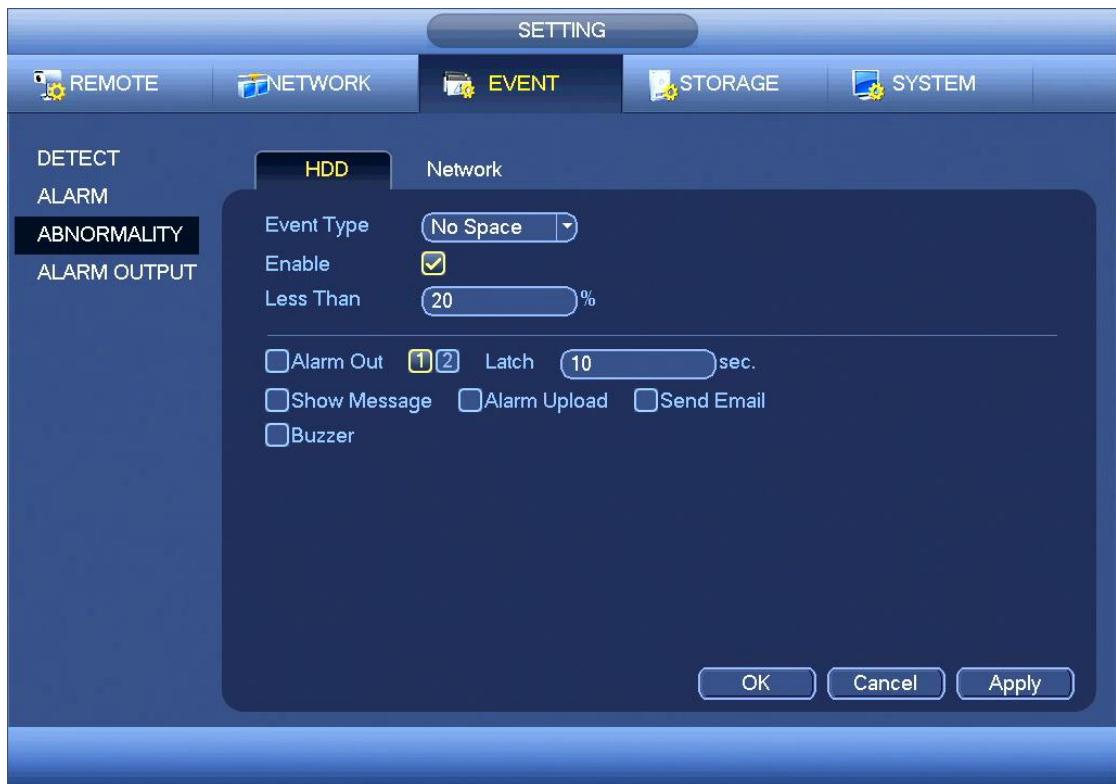 SETTING
REMOTE NETWORK EVENT STORAGE SYSTEM
DETECT
ALARM
ABNORMALITY
ALARM OUTPUT
HDD Network
Event Type No Space
Enable
Less Than 20 %
Alarm Out 1 2 Latch 10 sec.
Show Message Alarm Upload Send Email
Buzzer
OK Cancel Apply